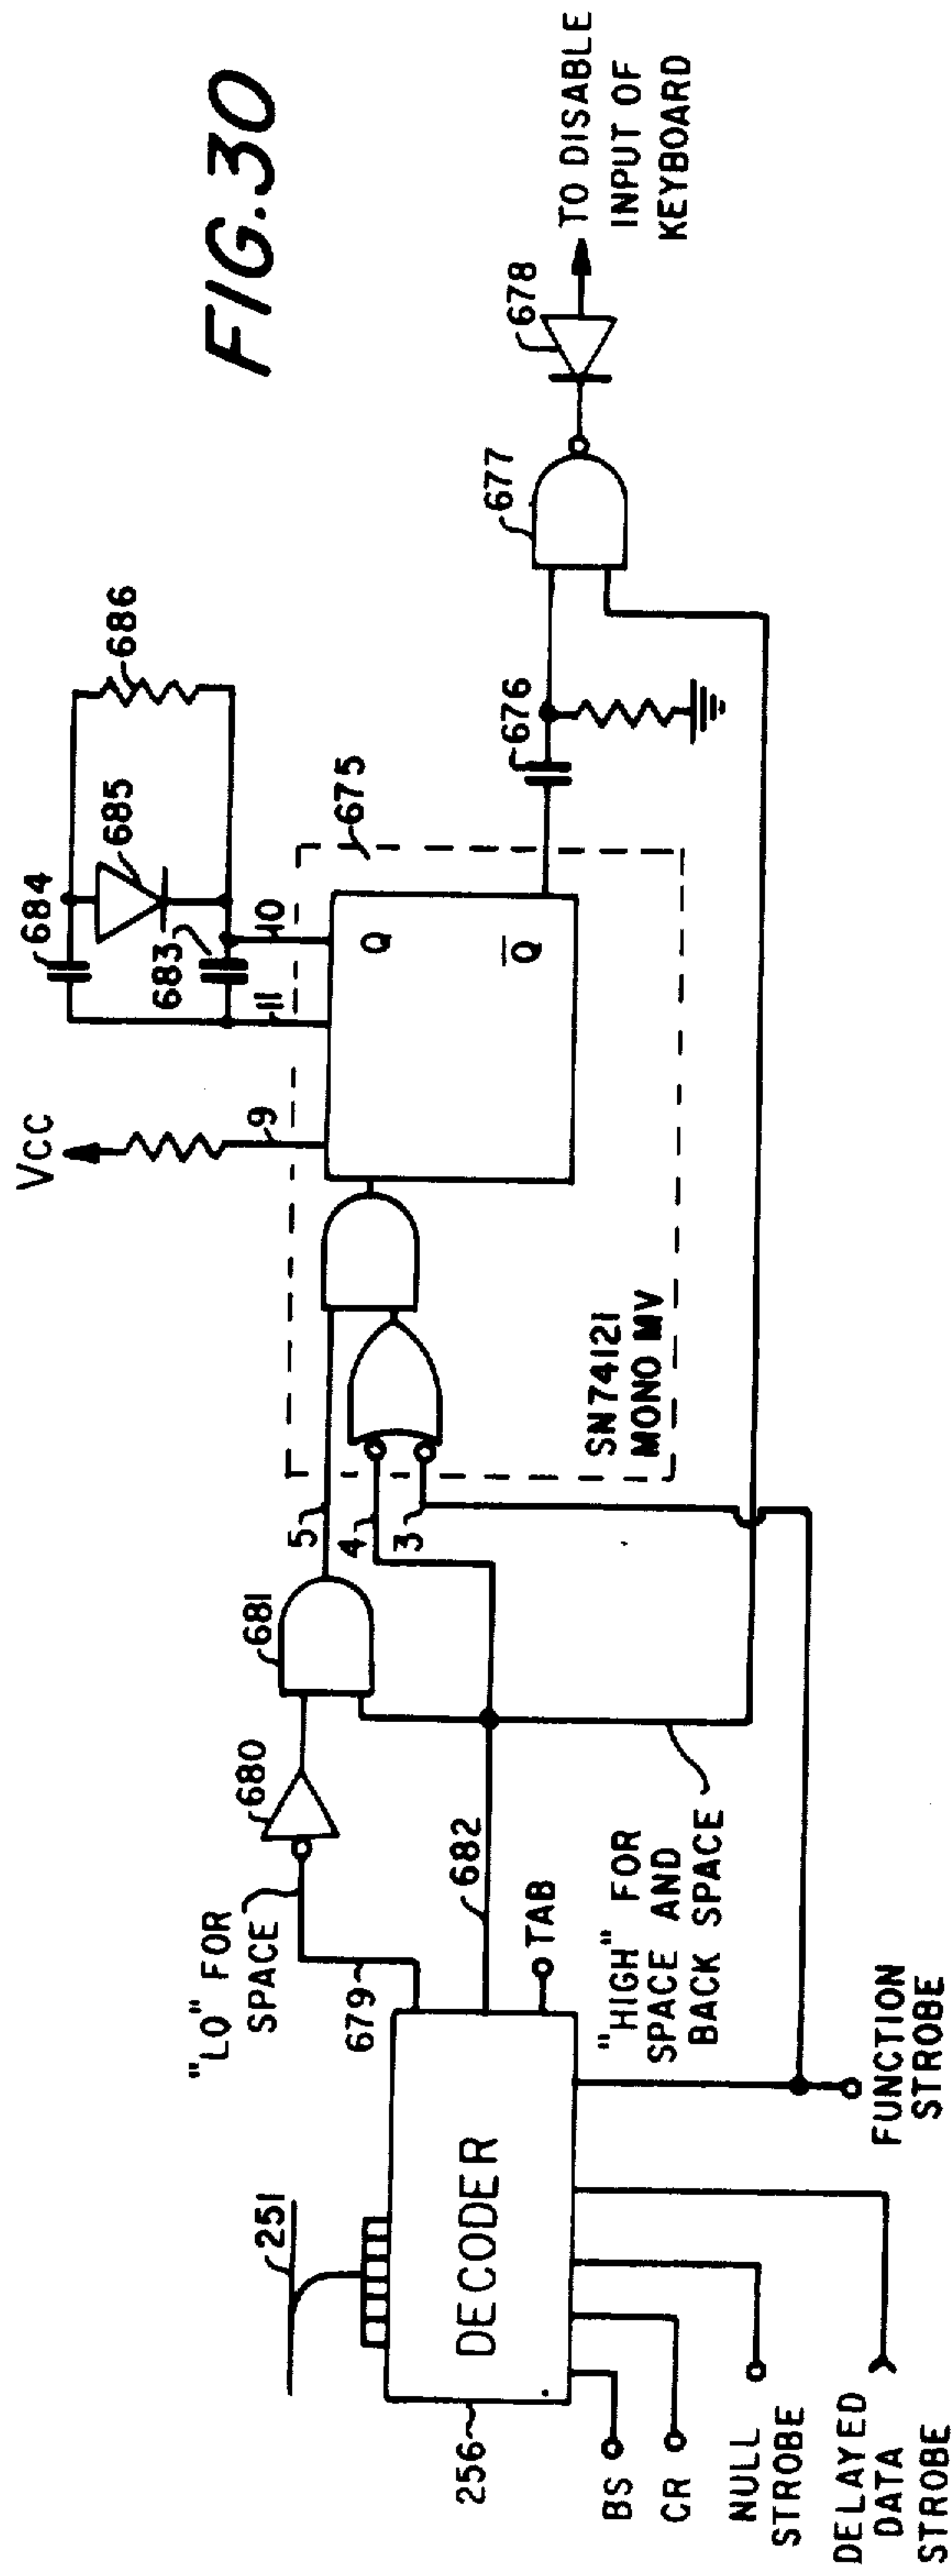 FIG.30
TO DISABLE
INPUT OF
KEYBOARD
678
677
686
685
684
683
676
675
10
11
9
VCC
Q
Q̅
SN74121
MONO MV
5
4
3
681
680
682
"LO" FOR
SPACE
679
TAB
"HIGH" FOR
SPACE AND
BACK SPACE
251
DECODER
256
BS
CR
NULL
STROBE
DELAYED
DATA
STROBE
FUNCTION
STROBE